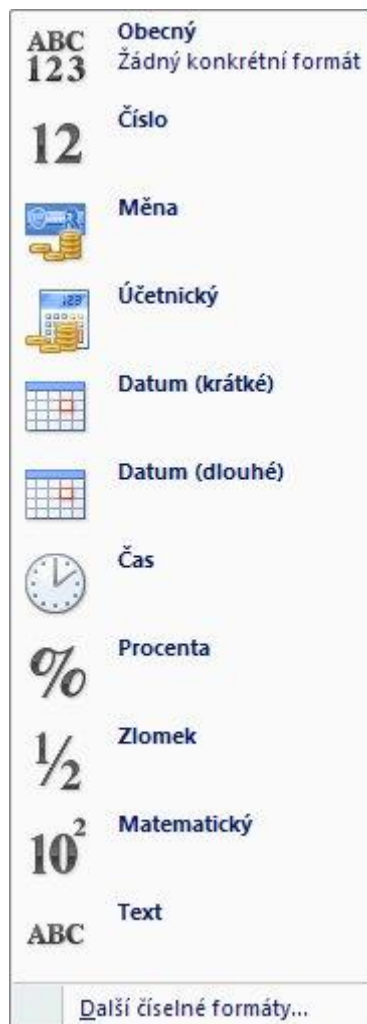 ABC
123
Obecný
Žádný konkrétní formát
12
Číslo
Měna
123
Účetnický
Datum (krátké)
Datum (dlouhé)
Čas
%
Procenta
1/2
Zlomek
10²
Matematický
ABC
Text
Další číselné formáty...